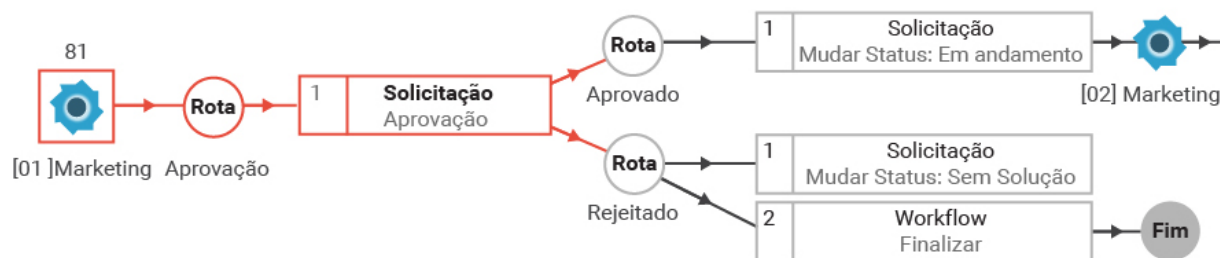 81
[01 ]Marketing
Rota
Aprovação
1
Solicitação
Aprovação
Rota
Aprovado
1
Solicitação
Mudar Status: Em andamento
[02] Marketing
Rota
Rejeitado
1
Solicitação
Mudar Status: Sem Solução
2
Workflow
Finalizar
Fim